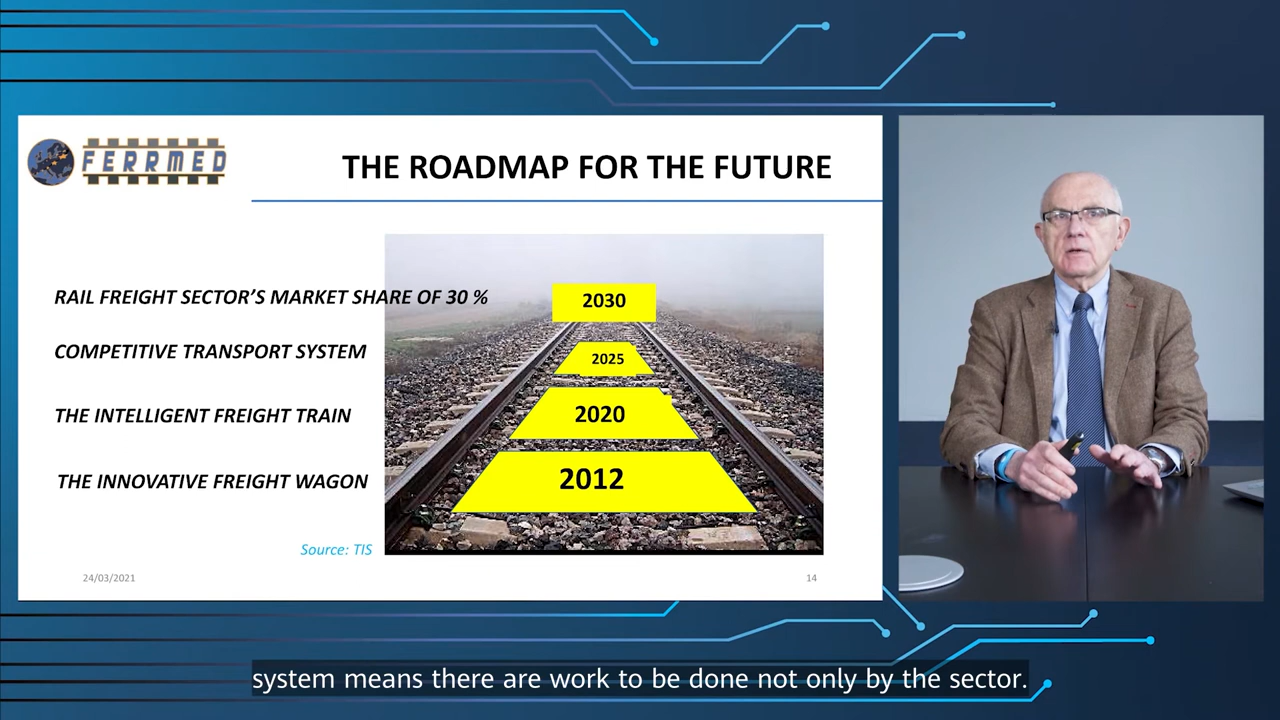 FERRMED
THE ROADMAP FOR THE FUTURE
RAIL FREIGHT SECTOR'S MARKET SHARE OF 30 %
2030
COMPETITIVE TRANSPORT SYSTEM
2025
THE INTELLIGENT FREIGHT TRAIN
2020
THE INNOVATIVE FREIGHT WAGON
2012
Source: TIS
24/03/2021
14
system means there are work to be done not only by the sector.